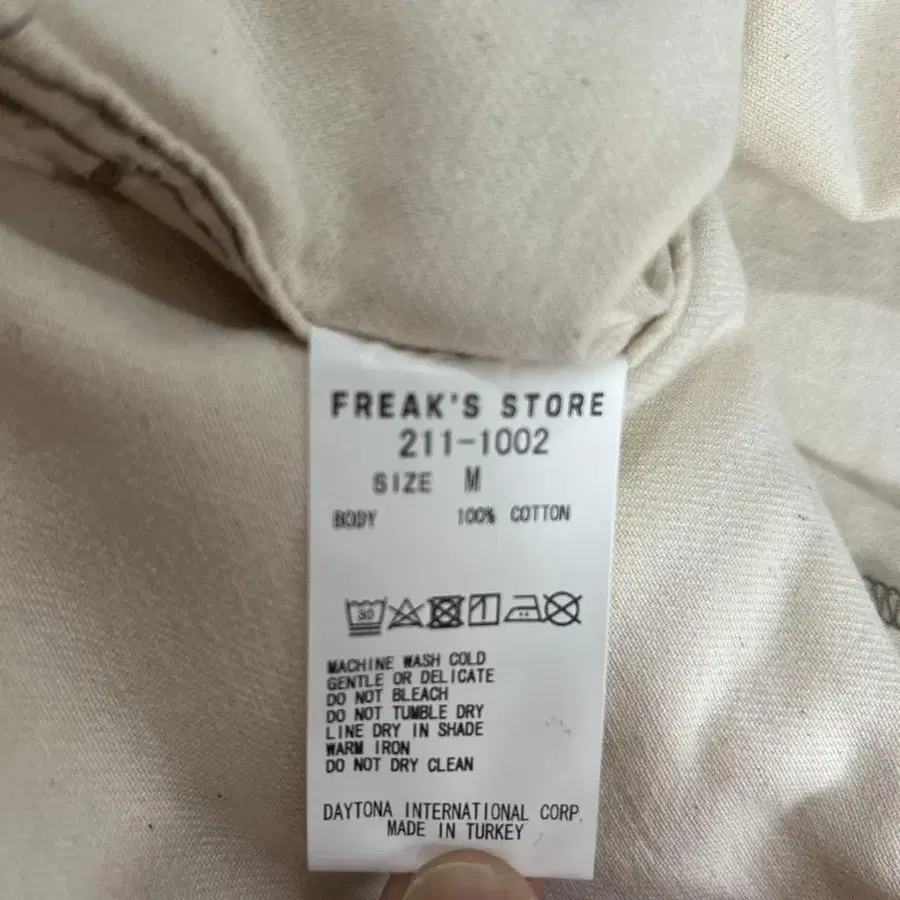 FREAK'S STORE
211-1002
SIZE M
BODY 100% COTTON
30
MACHINE WASH COLD
GENTLE OR DELICATE
DO NOT BLEACH
DO NOT TUMBLE DRY
LINE DRY IN SHADE
WARM IRON
DO NOT DRY CLEAN
DAYTONA INTERNATIONAL CORP.
MADE IN TURKEY